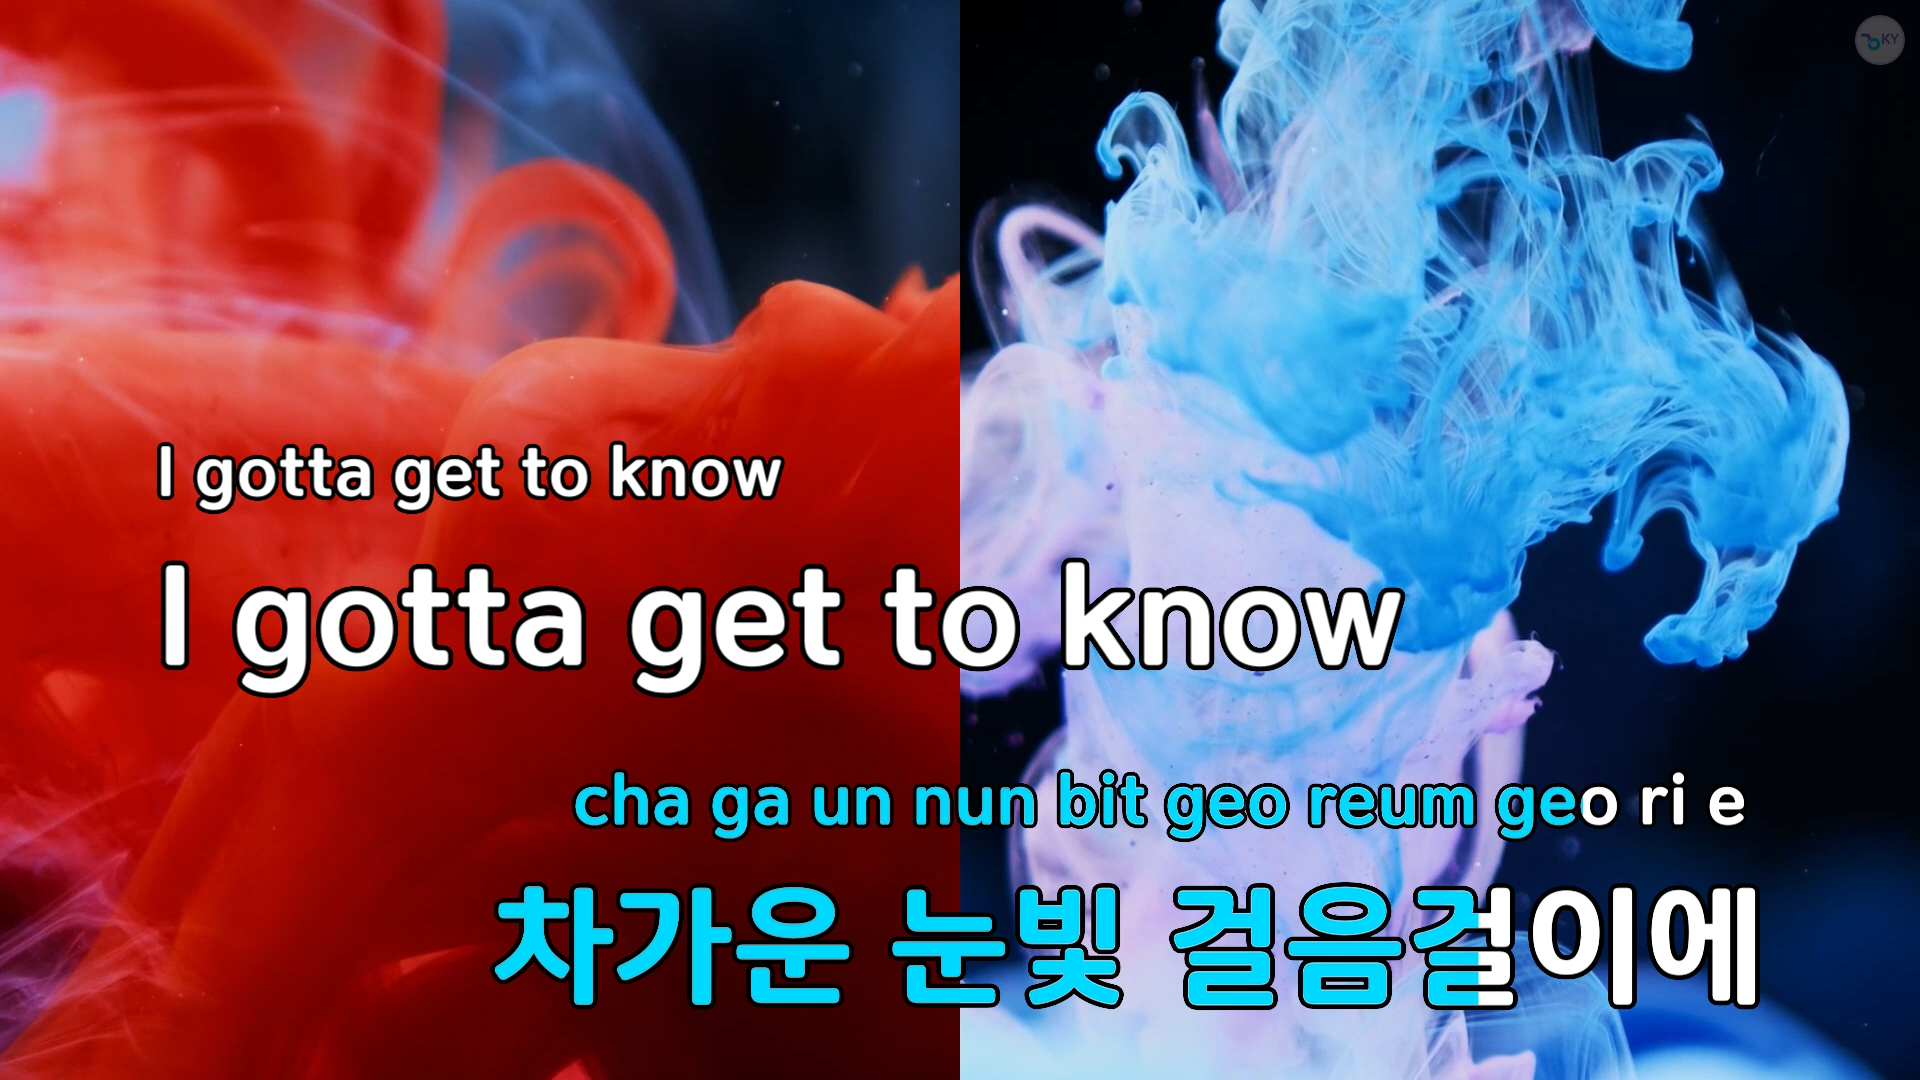 KY
I gotta get to know
I gotta get to know
cha ga un nun bit geo reum geo ri e
차가운 눈빛 걸음걸이에